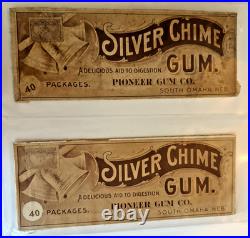 SILVER CHIME
GUM.
A DELICIOUS AID TO DIGESTION.
40 PACKAGES.
PIONEER GUM CO.
SOUTH OMAHA, NEB.
SILVER CHIME
GUM.
A DELICIOUS AID TO DIGESTION.
40 PACKAGES.
PIONEER GUM CO.
SOUTH OMAHA, NEB.